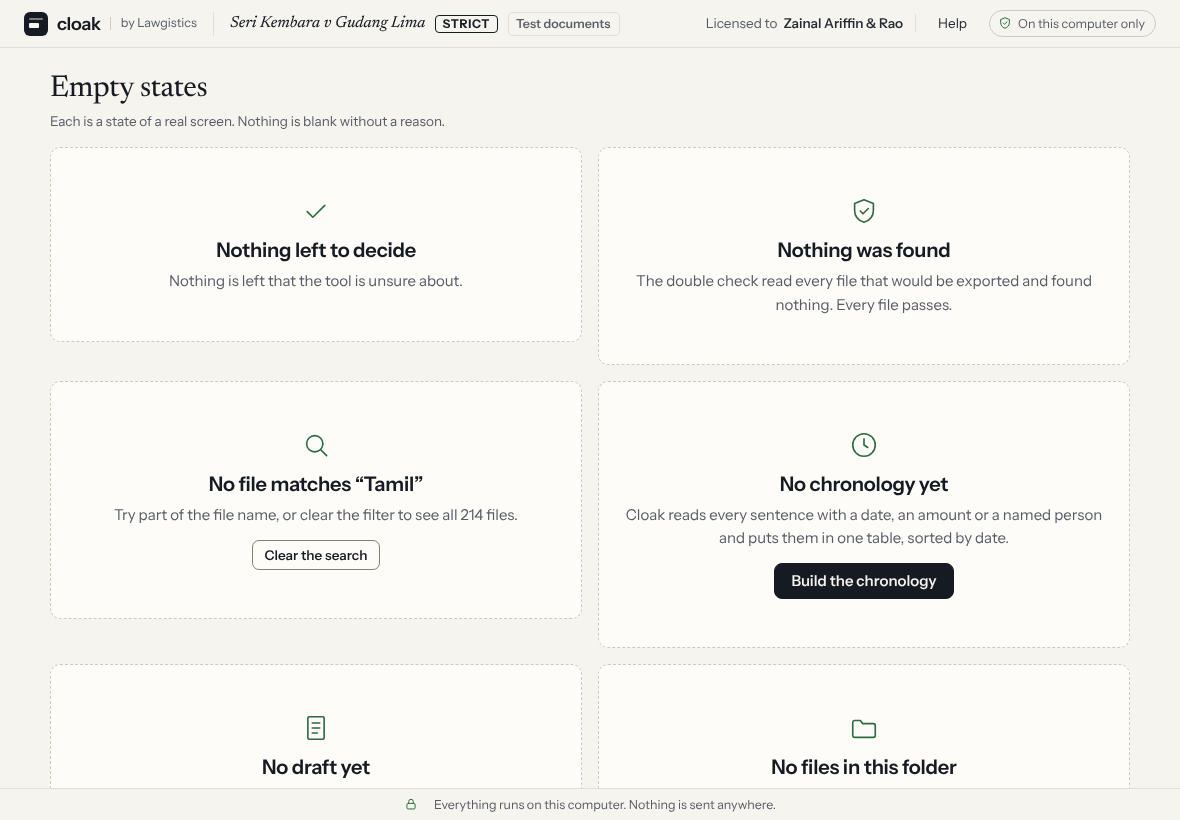 cloak by Lawgistics Seri Kembara v Gudang Lima STRICT Test documents Licensed to Zainal Ariffin & Rao Help On this computer only
Empty states
Each is a state of a real screen. Nothing is blank without a reason.
Nothing left to decide
Nothing is left that the tool is unsure about.
Nothing was found
The double check read every file that would be exported and found
nothing. Every file passes.
No file matches “Tamil”
Try part of the file name, or clear the filter to see all 214 files.
Clear the search
No chronology yet
Cloak reads every sentence with a date, an amount or a named person
and puts them in one table, sorted by date.
Build the chronology
No draft yet
No files in this folder
Everything runs on this computer. Nothing is sent anywhere.